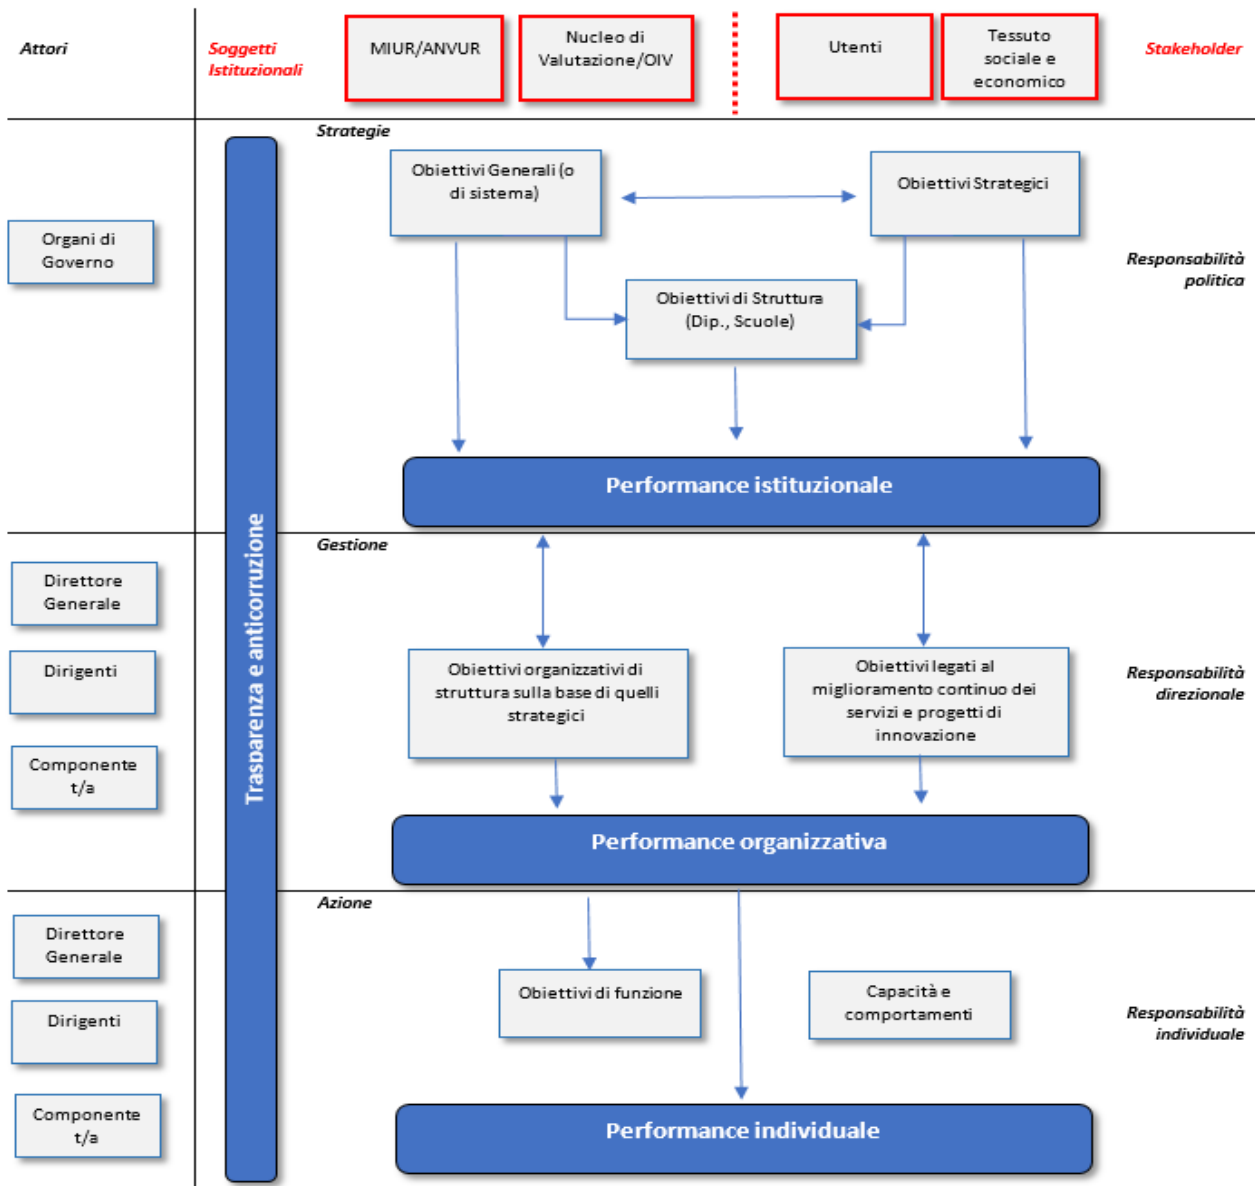 Attori
Soggetti
Istituzionali
MIUR/ANVUR
Nucleo di
Valutazione/OIV
Utenti
Tessuto
sociale e
economico
Stakeholder
Strategie
Organi di
Governo
Obiettivi Generali (o
di sistema)
Obiettivi Strategici
Obiettivi di Struttura
(Dip., Scuole)
Responsabilità
politica
Performance istituzionale
Trasparenza e anticorruzione
Gestione
Direttore
Generale
Dirigenti
Componente
t/a
Obiettivi organizzativi di
struttura sulla base di quelli
strategici
Obiettivi legati al
miglioramento continuo dei
servizi e progetti di
innovazione
Responsabilità
direzionale
Performance organizzativa
Azione
Direttore
Generale
Dirigenti
Componente
t/a
Obiettivi di funzione
Capacità e
comportamenti
Responsabilità
individuale
Performance individuale